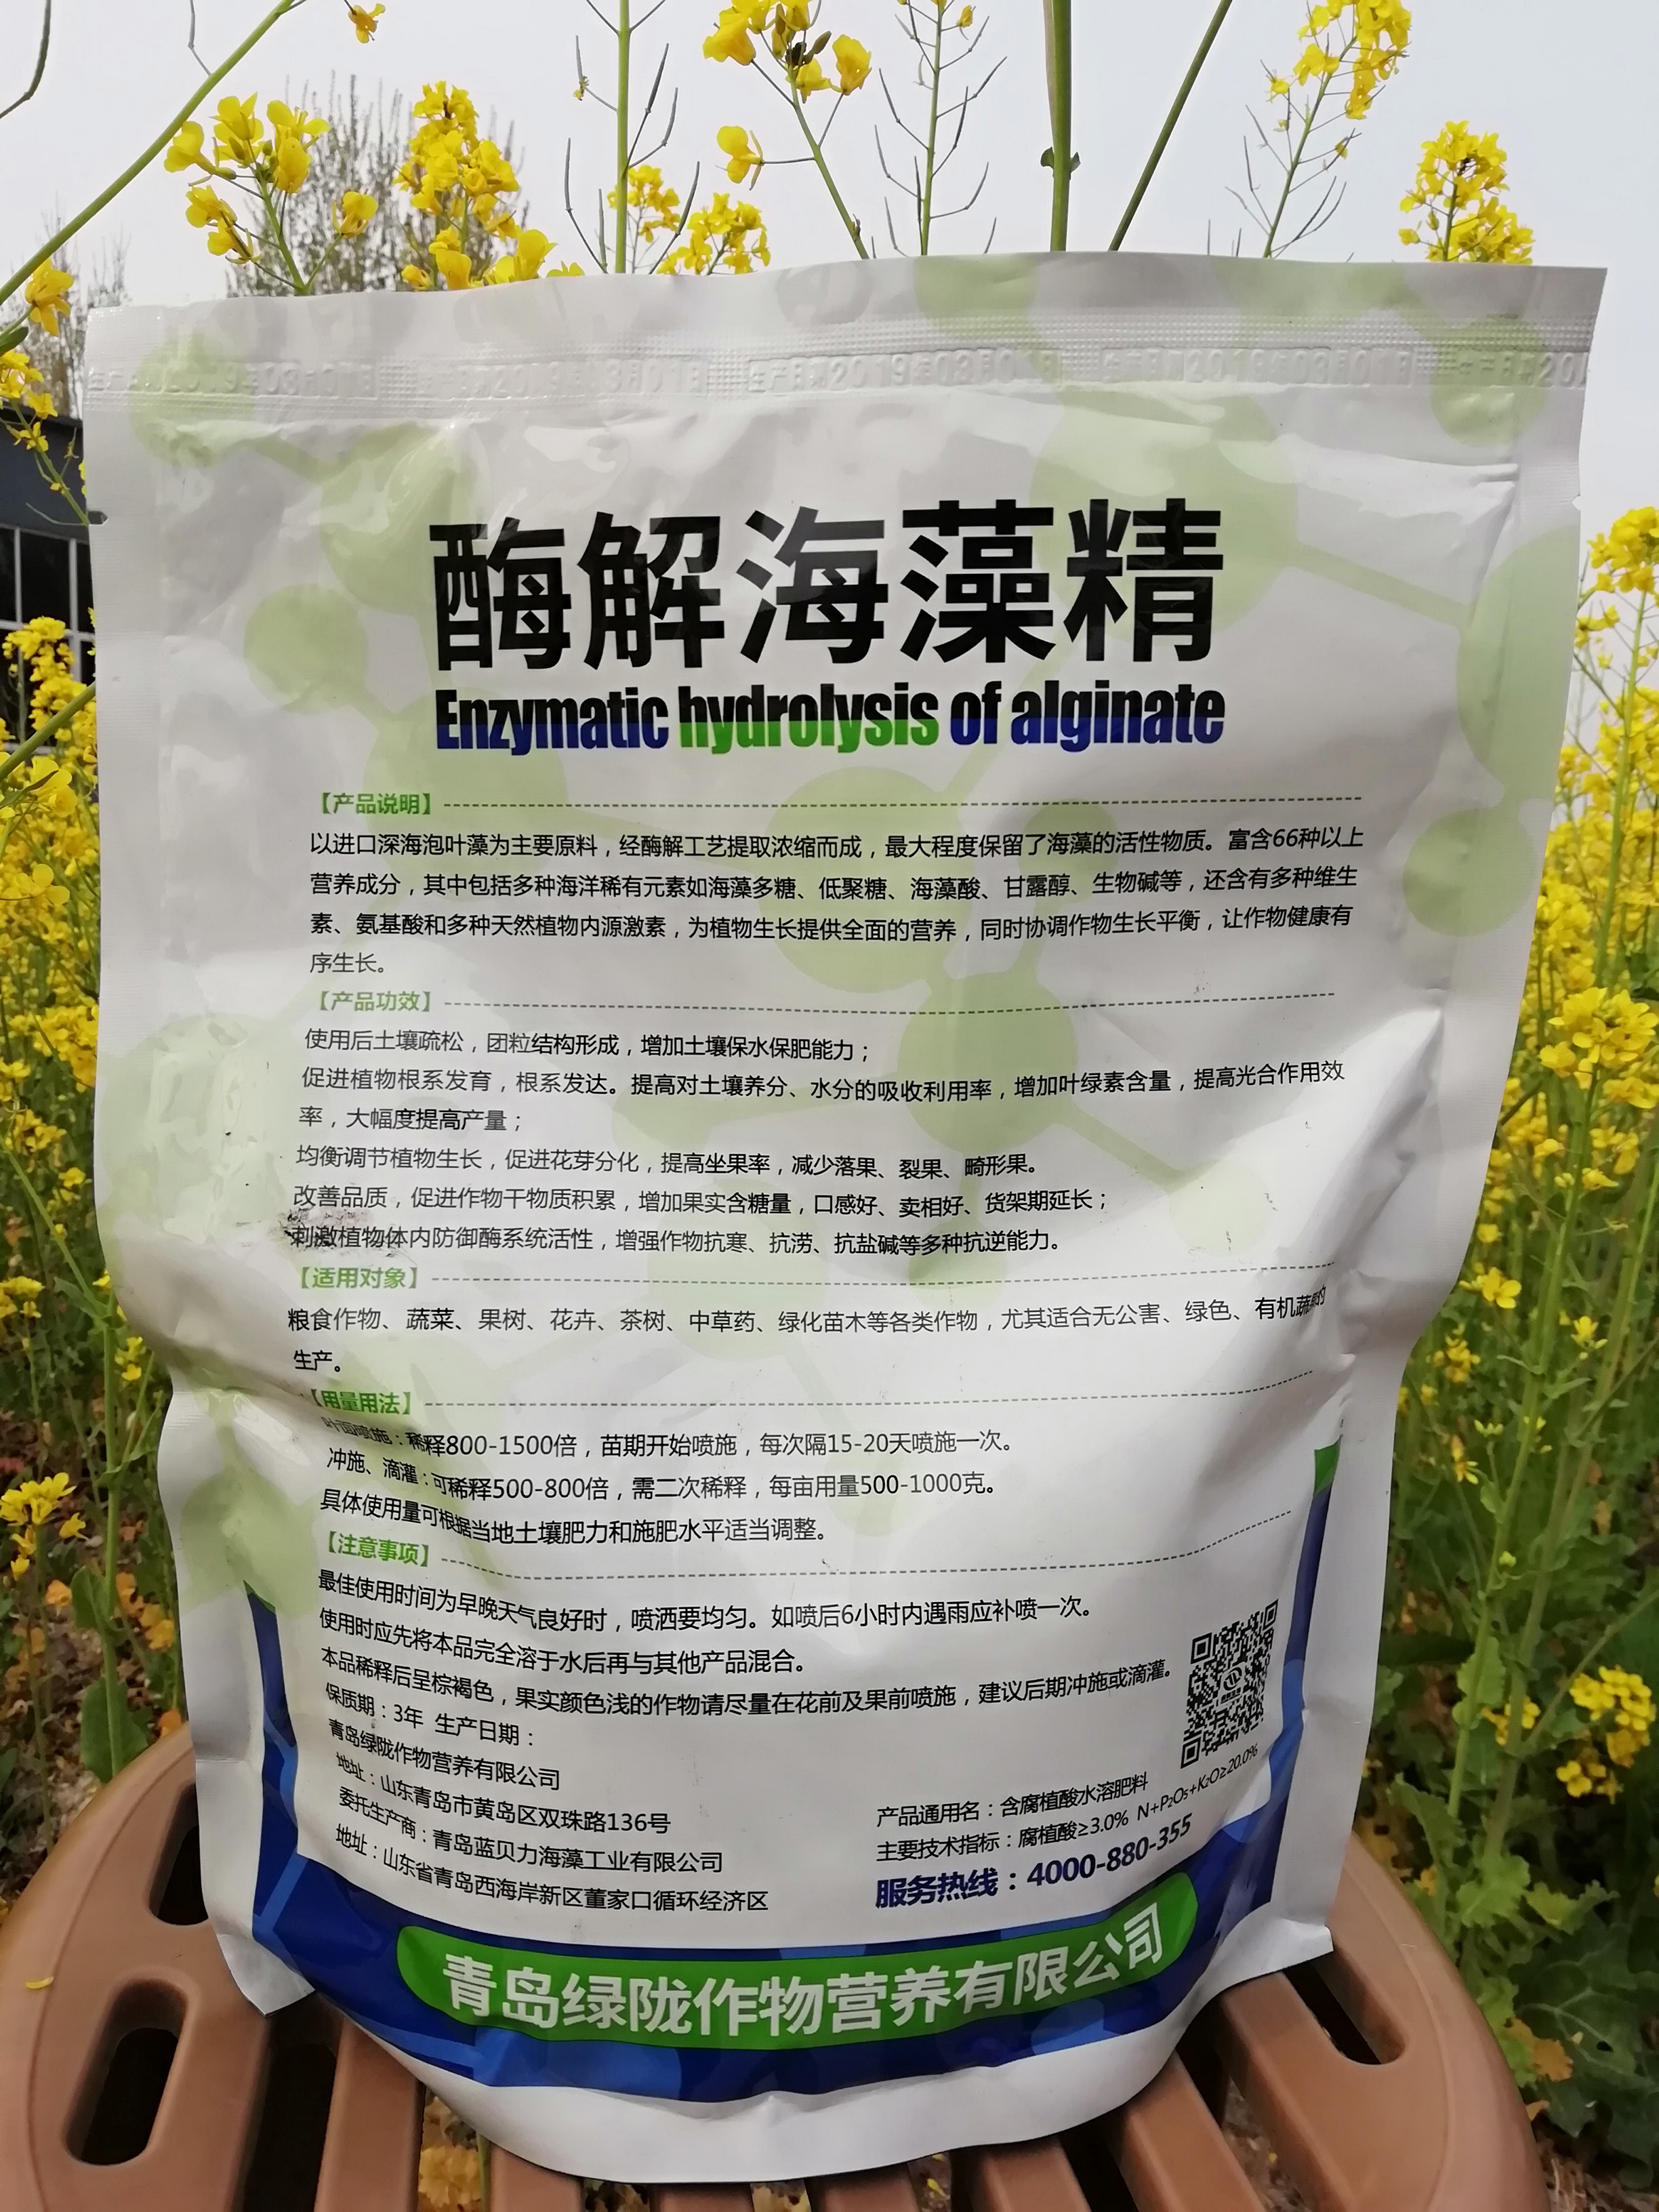 生产日期2019年03月10日
酶解海藻精
Enzymatic hydrolysis of alginate
【产品说明】
以进口深海泡叶藻为主要原料，经酶解工艺提取浓缩而成，最大程度保留了海藻的活性物质。富含66种以上
营养成分，其中包括多种海洋稀有元素如海藻多糖、低聚糖、海藻酸、甘露醇、生物碱等，还含有多种维生
素、氨基酸和多种天然植物内源激素，为植物生长提供全面的营养，同时协调作物生长平衡，让作物健康有
序生长。
【产品功效】
使用后土壤疏松，团粒结构形成，增加土壤保水保肥能力；
促进植物根系发育，根系发达。提高对土壤养分、水分的吸收利用率，增加叶绿素含量，提高光合作用效
率，大幅度提高产量；
均衡调节植物生长，促进花芽分化，提高坐果率，减少落果、裂果、畸形果。
改善品质，促进作物干物质积累，增加果实含糖量，口感好、卖相好、货架期延长；
刺激植物体内防御酶系统活性，增强作物抗寒、抗涝、抗盐碱等多种抗逆能力。
【适用对象】
粮食作物、蔬菜、果树、花卉、茶树、中草药、绿化苗木等各类作物，尤其适合无公害、绿色、有机蔬果的
生产。
【用量用法】
叶面喷施：稀释800-1500倍，苗期开始喷施，每次隔15-20天喷施一次。
冲施、滴灌：可稀释500-800倍，需二次稀释，每亩用量500-1000克。
具体使用量可根据当地土壤肥力和施肥水平适当调整。
【注意事项】
最佳使用时间为早晚天气良好时，喷洒要均匀。如喷后6小时内遇雨应补喷一次。
使用时应先将本品完全溶于水后再与其他产品混合。
本品稀释后呈棕褐色，果实颜色浅的作物请尽量在花前及果前喷施，建议后期冲施或滴灌。
保质期：3年 生产日期：
青岛绿陇作物营养有限公司
地址：山东青岛市黄岛区双珠路136号
委托生产商：青岛蓝贝力海藻工业有限公司
地址：山东省青岛西海岸新区董家口循环经济区
产品通用名：含腐植酸水溶肥料
主要技术指标：腐植酸≥3.0% N+P₂O₅+K₂O≥20.0%
服务热线：4000-880-355
青岛绿陇作物营养有限公司